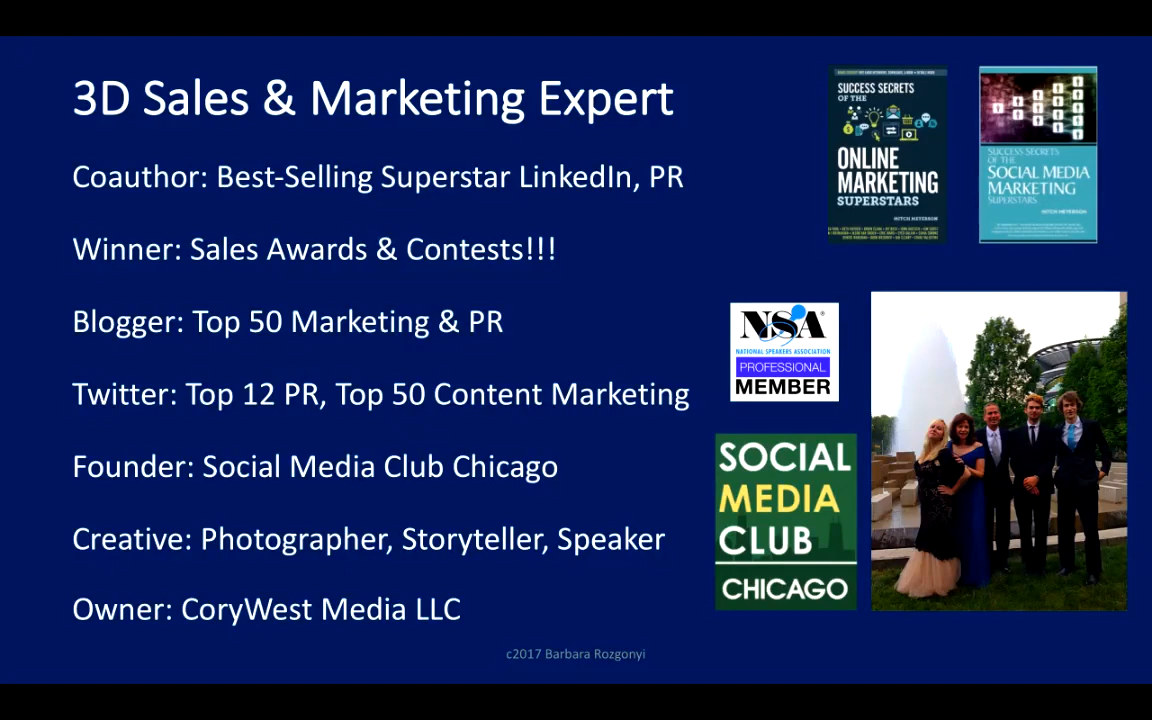 3D Sales & Marketing Expert
Coauthor: Best-Selling Superstar LinkedIn, PR
Winner: Sales Awards & Contests!!!
Blogger: Top 50 Marketing & PR
Twitter: Top 12 PR, Top 50 Content Marketing
Founder: Social Media Club Chicago
Creative: Photographer, Storyteller, Speaker
Owner: CoryWest Media LLC
SUCCESS SECRETS
OF THE
ONLINE
MARKETING
SUPERSTARS
MITCH MEYERSON
SUCCESS SECRETS
OF THE
SOCIAL MEDIA
MARKETING
SUPERSTARS
MITCH MEYERSON
NSA®
NATIONAL SPEAKERS ASSOCIATION
PROFESSIONAL
MEMBER
SOCIAL
MEDIA
CLUB
CHICAGO
c2017 Barbara Rozgonyi